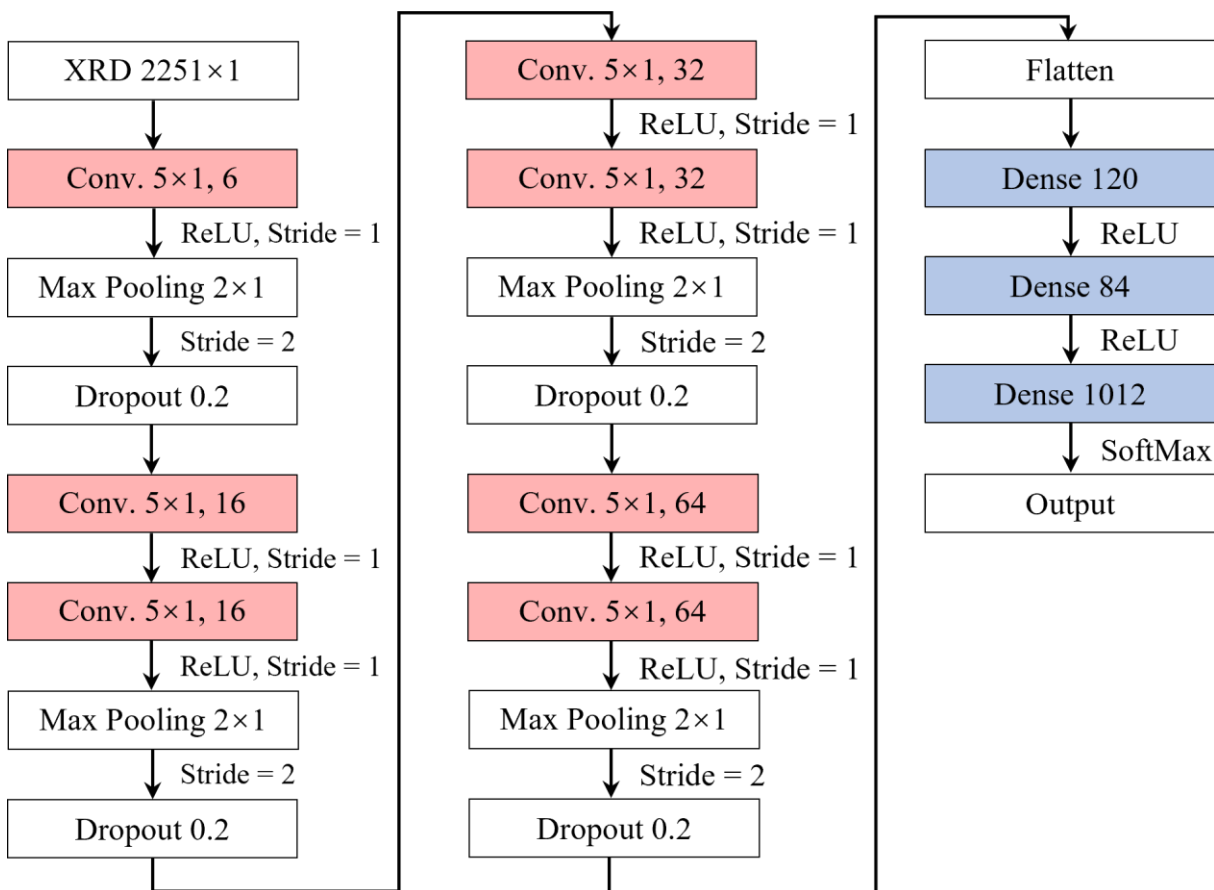 XRD 2251×1
Conv. 5×1, 6
ReLU, Stride = 1
Max Pooling 2×1
Stride = 2
Dropout 0.2
Conv. 5×1, 16
ReLU, Stride = 1
Conv. 5×1, 16
ReLU, Stride = 1
Max Pooling 2×1
Stride = 2
Dropout 0.2
Conv. 5×1, 32
ReLU, Stride = 1
Conv. 5×1, 32
ReLU, Stride = 1
Max Pooling 2×1
Stride = 2
Dropout 0.2
Conv. 5×1, 64
ReLU, Stride = 1
Conv. 5×1, 64
ReLU, Stride = 1
Max Pooling 2×1
Stride = 2
Dropout 0.2
Flatten
Dense 120
ReLU
Dense 84
ReLU
Dense 1012
SoftMax
Output